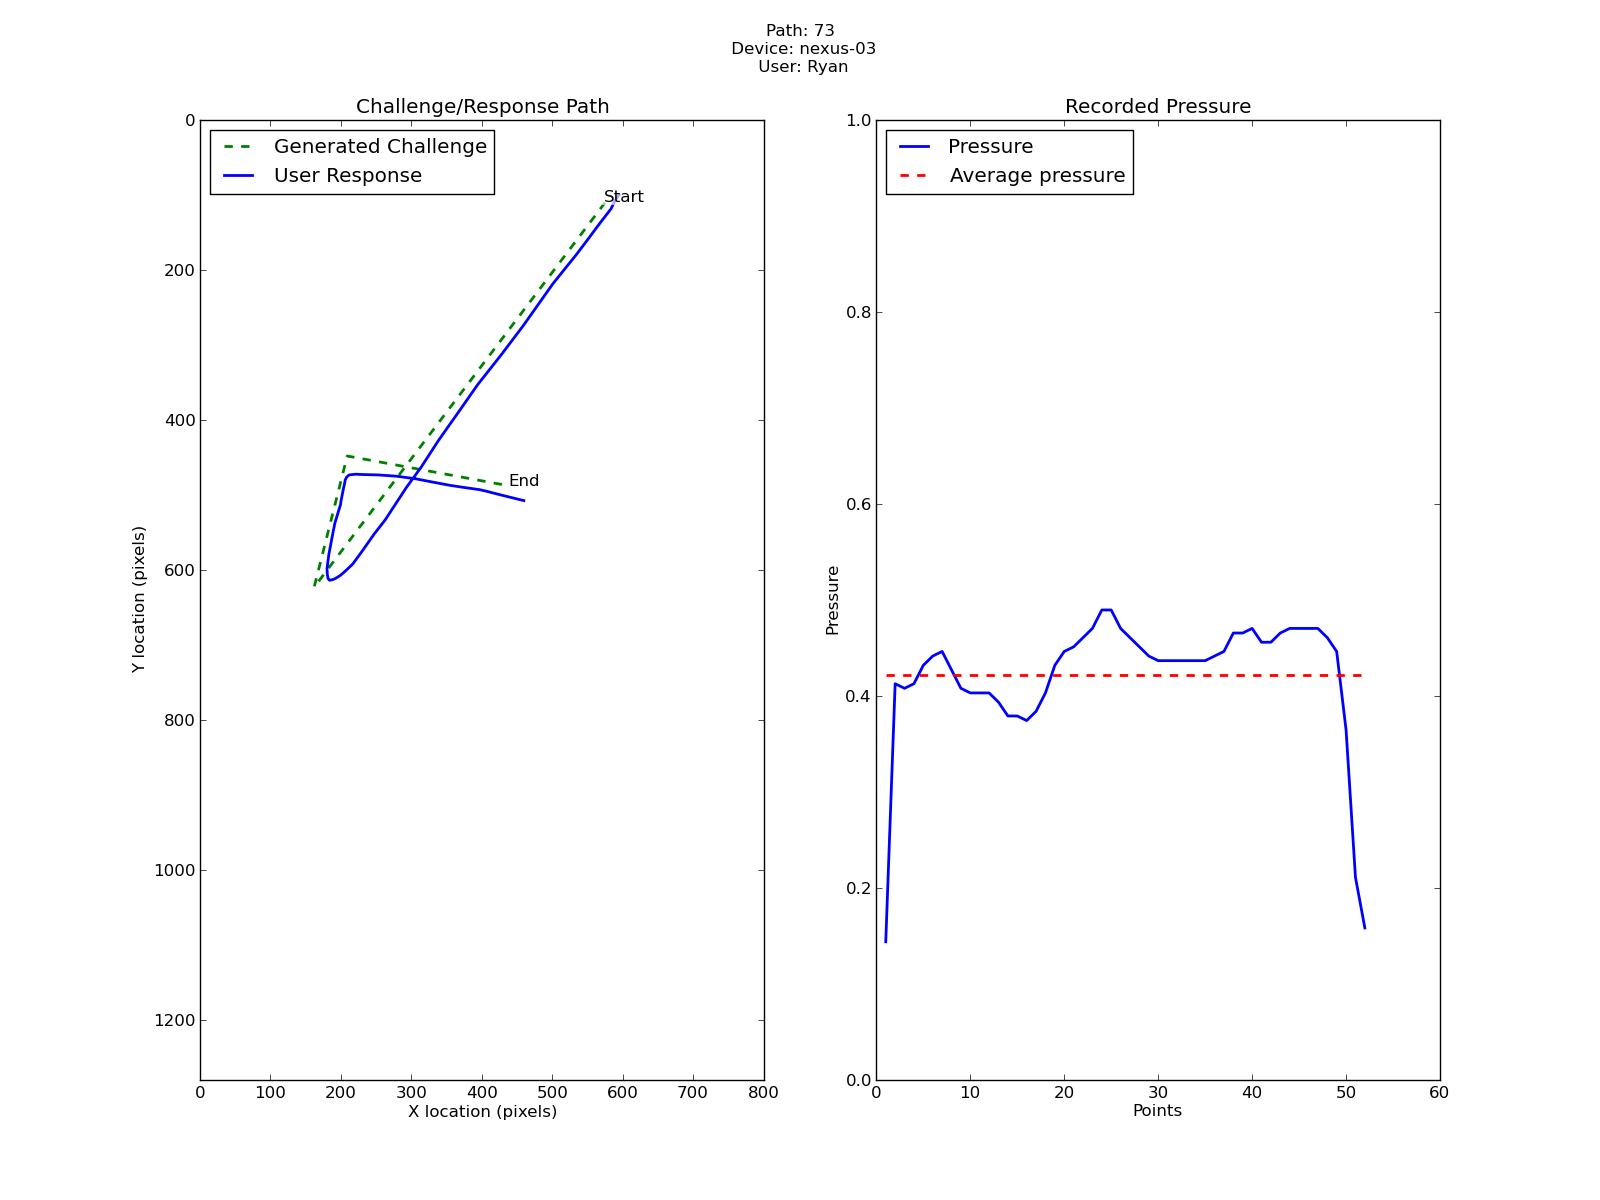 Path: 73
Device: nexus-03
User: Ryan
Challenge/Response Path
Generated Challenge
User Response
Start
End
0
200
400
600
800
1000
1200
Y location (pixels)
0 100 200 300 400 500 600 700 800
X location (pixels)
Recorded Pressure
Pressure
Average pressure
1.0
0.8
0.6
0.4
0.2
0.0
Pressure
0 10 20 30 40 50 60
Points